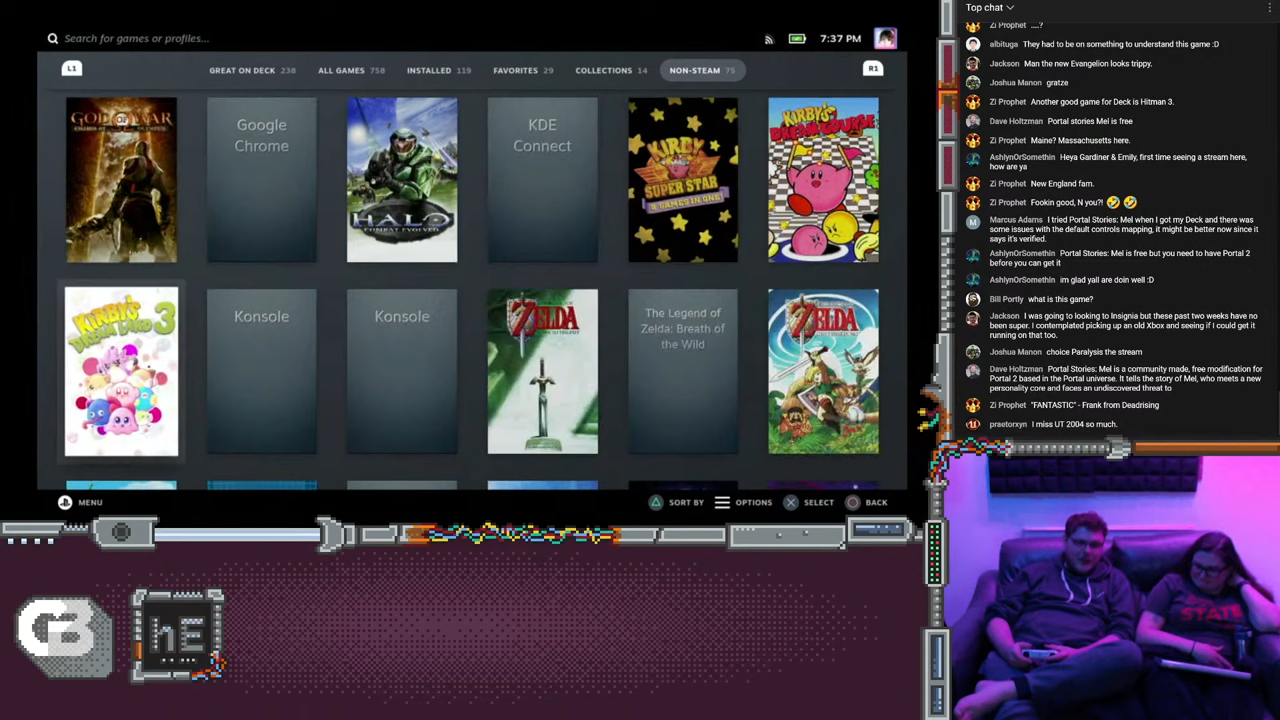 Search for games or profiles...
7:37 PM
L1
GREAT ON DECK 238
ALL GAMES 758
INSTALLED 119
FAVORITES 29
COLLECTIONS 14
NON-STEAM 75
R1
GOD OF WAR
Google
Chrome
HALO
COMBAT EVOLVED
KDE
Connect
KIRBY
SUPER STAR
8 GAMES IN ONE!
KIRBY'S
DREAM COURSE
KIRBY'S
DREAM LAND 3
Konsole
Konsole
ZELDA
The Legend of
Zelda: Breath of
the Wild
ZELDA
MENU
SORT BY
OPTIONS
SELECT
BACK
GB
hE
Top chat
Zi Prophet ....?
albituga They had to be on something to understand this game :D
Jackson Man the new Evangelion looks trippy.
Joshua Manon gratze
Zi Prophet Another good game for Deck is Hitman 3.
Dave Holtzman Portal stories Mel is free
Zi Prophet Maine? Massachusetts here.
AshlynOrSomethin Heya Gardiner & Emily, first time seeing a stream here,
how are ya
Zi Prophet New England fam.
Zi Prophet Fookin good, N you?! 🤣 🤣
M
Marcus Adams I tried Portal Stories: Mel when I got my Deck and there was
some issues with the default controls mapping, it might be better now since it
says it's verified.
AshlynOrSomethin Portal Stories: Mel is free but you need to have Portal 2
before you can get it
AshlynOrSomethin im glad yall are doin well :D
Bill Portly what is this game?
Jackson I was going to looking to Insignia but these past two weeks have no
been super. I contemplated picking up an old Xbox and seeing if I could get it
running on that too.
Joshua Manon choice Paralysis the stream
Dave Holtzman Portal Stories: Mel is a community made, free modification for
Portal 2 based in the Portal universe. It tells the story of Mel, who meets a new
personality core and faces an undiscovered threat to
Zi Prophet "FANTASTIC" - Frank from Deadrising
praetorxyn I miss UT 2004 so much.
STATE